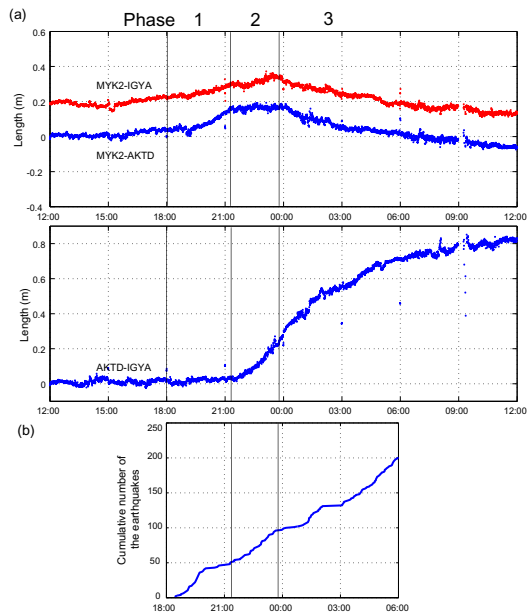 Phase 1 2 3
(a)
0.6
0.4
MYK2-IGYA
0.2
Length (m)
0
MYK2-AKTD
-0.2
-0.4
12:00 15:00 18:00 21:00 00:00 03:00 06:00 09:00 12:00
0.8
0.6
Length (m)
0.4
0.2
AKTD-IGYA
0
12:00 15:00 18:00 21:00 00:00 03:00 06:00 09:00 12:00
(b)
250
200
Cumulative number of
the earthquakes
150
100
50
0
18:00 21:00 00:00 03:00 06:00